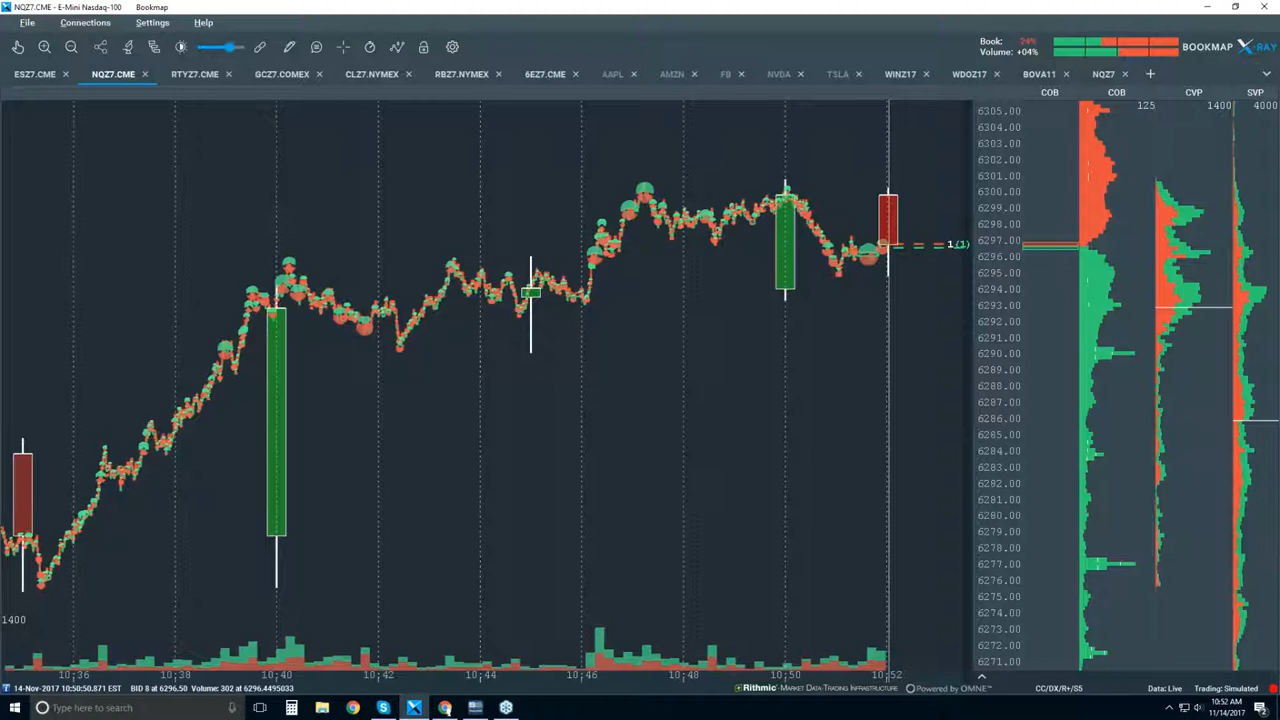 NQZ7.CME - E-Mini Nasdaq-100 Bookmap
File Connections Settings Help
Book: -24%
Volume: +04%
BOOKMAP X-RAY
ESZ7.CME NQZ7.CME RTYZ7.CME GCZ7.COMEX CLZ7.NYMEX RBZ7.NYMEX 6EZ7.CME AAPL AMZN FB NVDA TSLA WINZ17 WDOZ17 BOVA11 NQZ7
COB COB CVP SVP
125 1400 4000
6305.00
6304.00
6303.00
6302.00
6301.00
6300.00
6299.00
6298.00
6297.00
1 (1)
6296.00
6295.00
6294.00
6293.00
6292.00
6291.00
6290.00
6289.00
6288.00
6287.00
6286.00
6285.00
6284.00
6283.00
6282.00
6281.00
6280.00
6279.00
6278.00
6277.00
6276.00
6275.00
6274.00
6273.00
6272.00
6271.00
1400
10:36 10:38 10:40 10:42 10:44 10:46 10:48 10:50 10:52
14-Nov-2017 10:50:50.871 EST BID 8 at 6296.50 Volume: 302 at 6296.4495033
Rithmic - MARKET DATA-TRADING INFRASTRUCTURE Powered by OMNE™
CC/DX/R+/S5 Data: Live Trading: Simulated
Type here to search
10:52 AM
11/14/2017
2